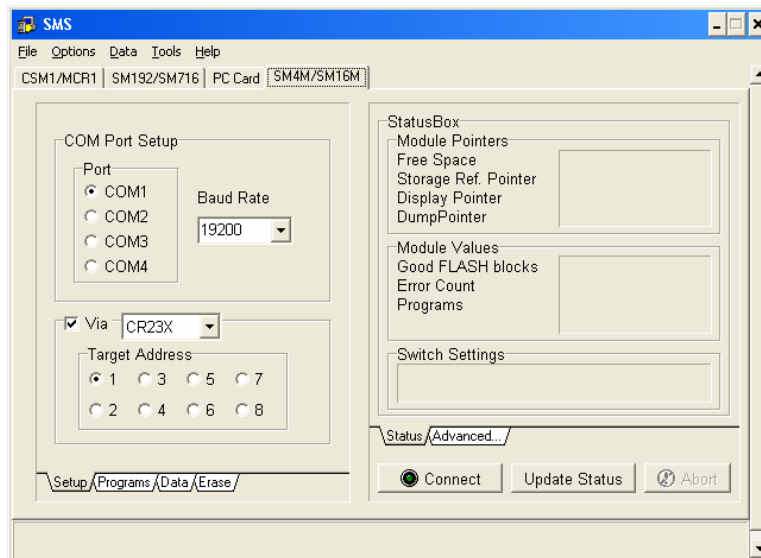 SMS
File Options Data Tools Help
CSM1/MCR1 SM192/SM716 PC Card SM4M/SM16M
COM Port Setup
Port
COM1
COM2
COM3
COM4
Baud Rate
19200
Via CR23X
Target Address
1 3 5 7
2 4 6 8
Setup Programs Data Erase
StatusBox
Module Pointers
Free Space
Storage Ref. Pointer
Display Pointer
DumpPointer
Module Values
Good FLASH blocks
Error Count
Programs
Switch Settings
Status Advanced...
Connect Update Status Abort